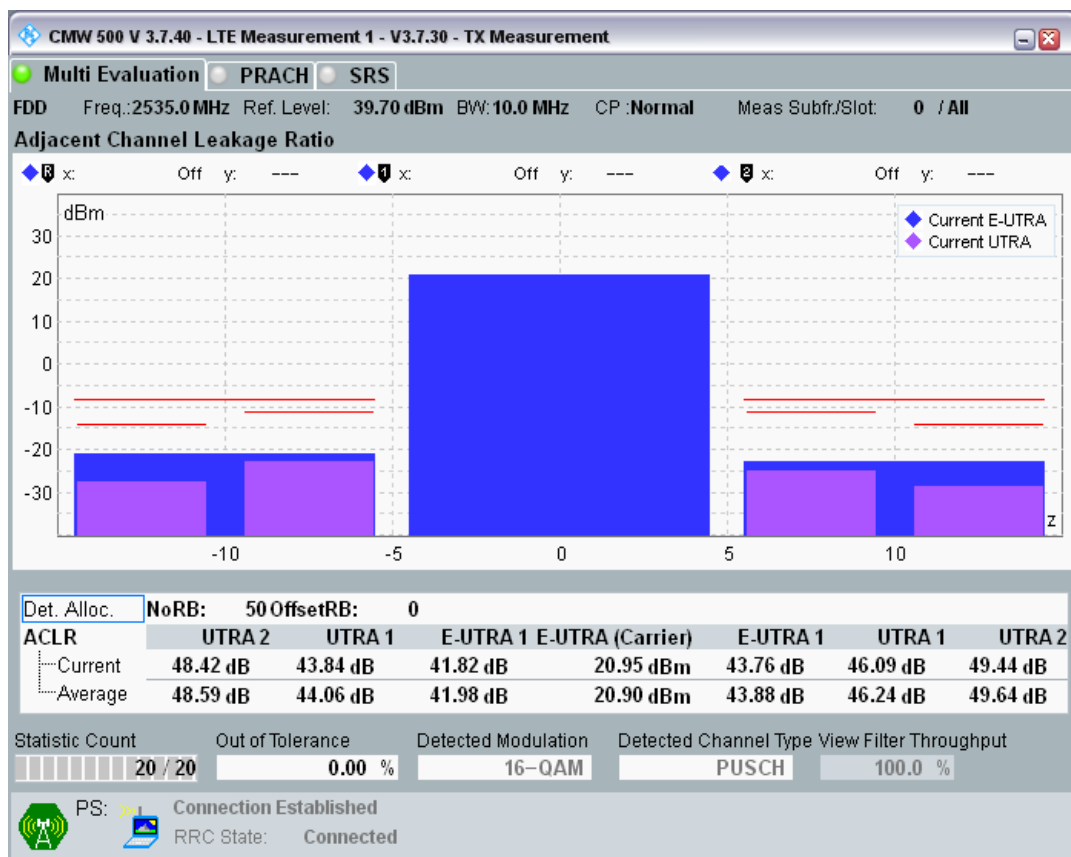 CMW 500 V 3.7.40 - LTE Measurement 1 - V3.7.30 - TX Measurement
Multi Evaluation PRACH SRS
FDD Freq.:2535.0 MHz Ref. Level: 39.70 dBm BW:10.0 MHz CP :Normal Meas Subfr./Slot: 0 / All
Adjacent Channel Leakage Ratio
R x: Off y: --- 1 x: Off y: --- 2 x: Off y: ---
dBm
Current E-UTRA
Current UTRA
30
20
10
0
-10
-20
-30
z
-10 -5 0 5 10
Det. Alloc. NoRB: 50 OffsetRB: 0
ACLR UTRA 2 UTRA 1 E-UTRA 1 E-UTRA (Carrier) E-UTRA 1 UTRA 1 UTRA 2
Current 48.42 dB 43.84 dB 41.82 dB 20.95 dBm 43.76 dB 46.09 dB 49.44 dB
Average 48.59 dB 44.06 dB 41.98 dB 20.90 dBm 43.88 dB 46.24 dB 49.64 dB
Statistic Count Out of Tolerance Detected Modulation Detected Channel Type View Filter Throughput
20 / 20 0.00 % 16-QAM PUSCH 100.0 %
PS: Connection Established
RRC State: Connected